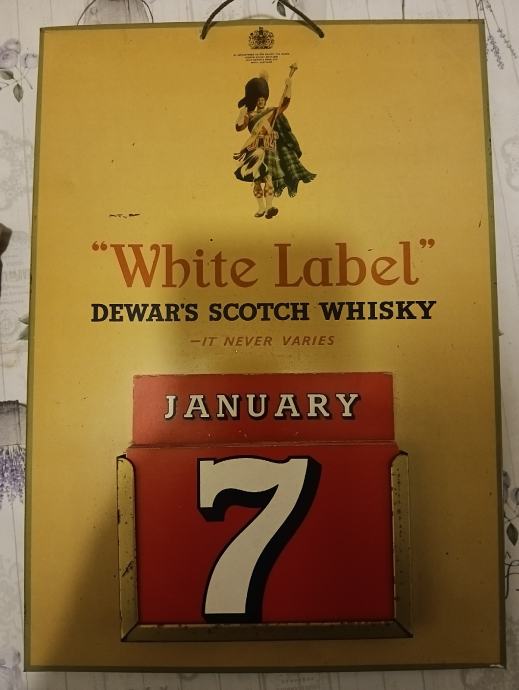 “White Label”
DEWAR'S SCOTCH WHISKY
–IT NEVER VARIES
JANUARY
7